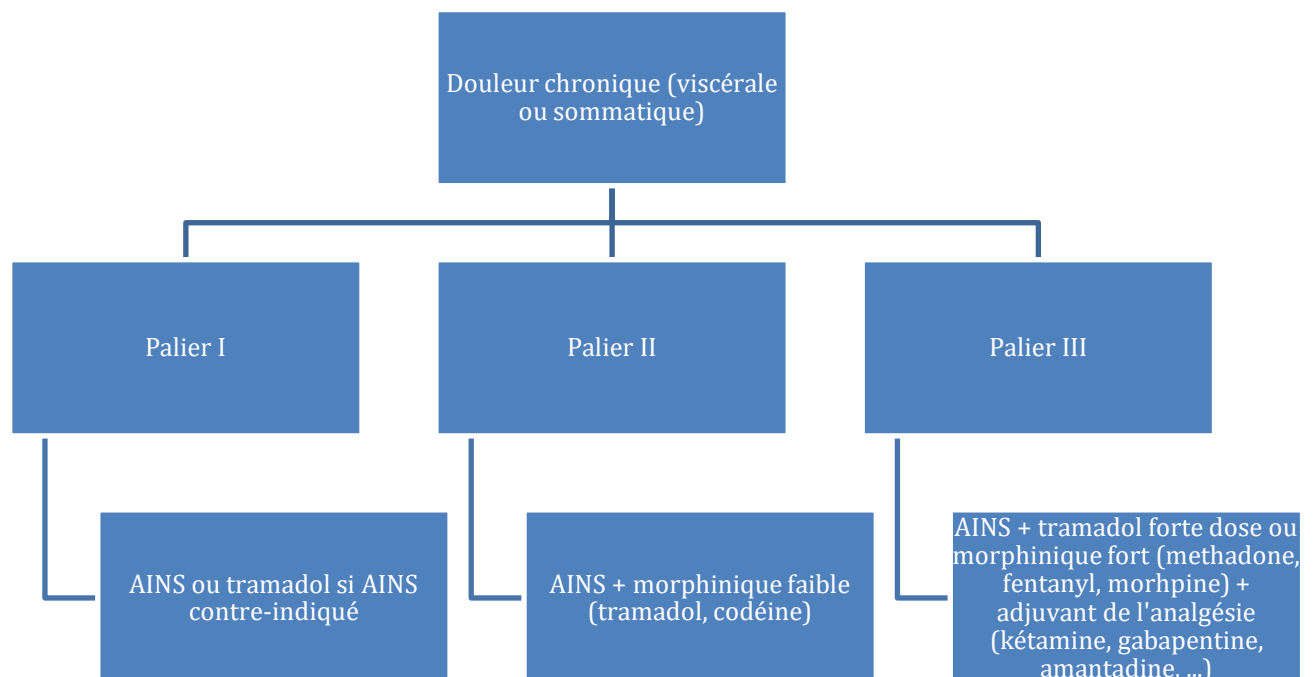 Douleur chronique (viscérale
ou sommatique)
Palier I
Palier II
Palier III
AINS ou tramadol si AINS
contre-indiqué
AINS + morphinique faible
(tramadol, codéine)
AINS + tramadol forte dose ou
morphinique fort (methadone,
fentanyl, morhpine) +
adjuvant de l'analgésie
(kétamine, gabapentine,
amantadine, ...)